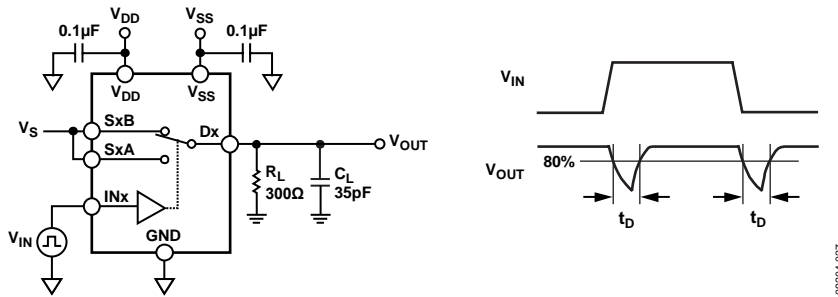 VDD
VSS
0.1µF
0.1µF
VDD
VSS
VS
SxB
SxA
Dx
VOUT
RL
300Ω
CL
35pF
INx
VIN
GND
VIN
VOUT
80%
tD
tD